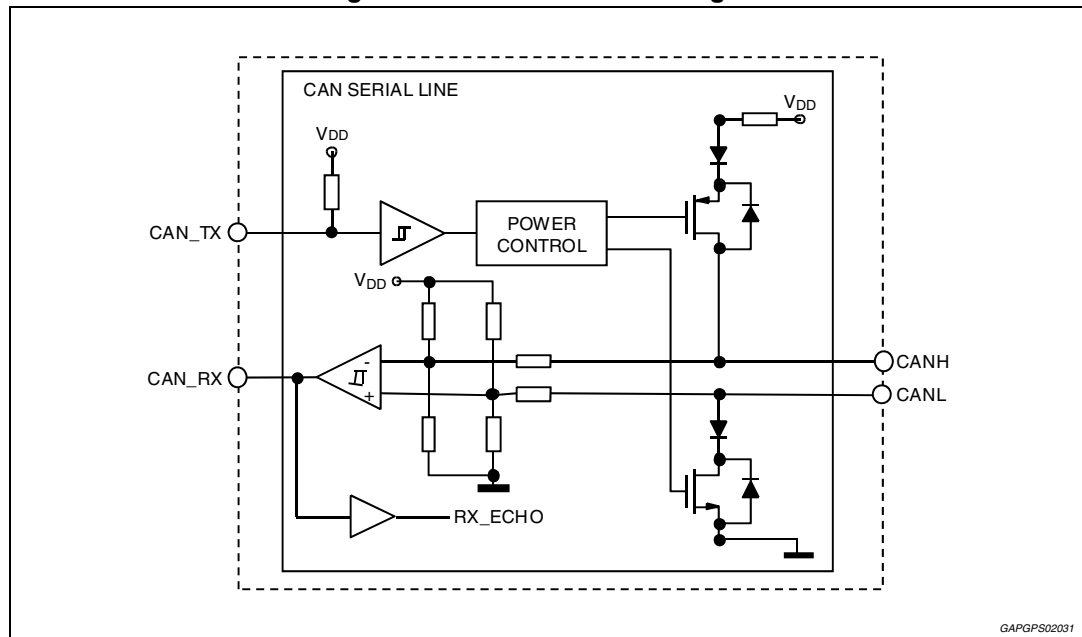 CAN SERIAL LINE
VDD
VDD
CAN_TX
POWER
CONTROL
VDD
-
CAN_RX
+
CANH
CANL
RX_ECHO
GAPGPS02031